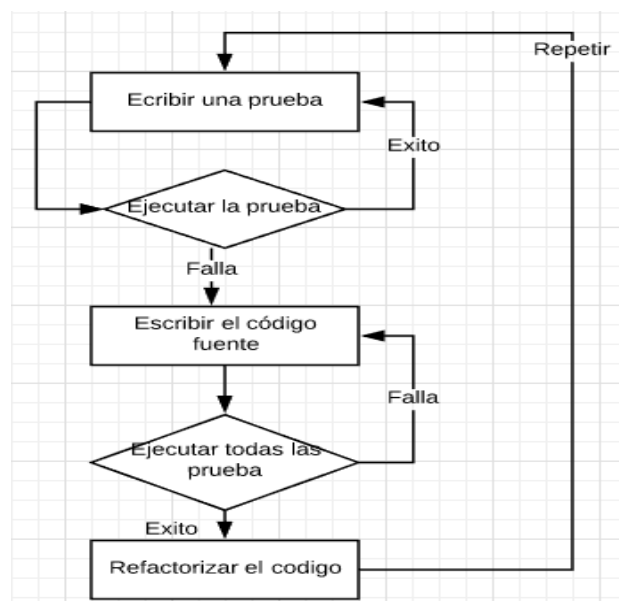 Repetir
Ecribir una prueba
Exito
Ejecutar la prueba
Falla
Escribir el código
fuente
Falla
Ejecutar todas las
prueba
Exito
Refactorizar el codigo